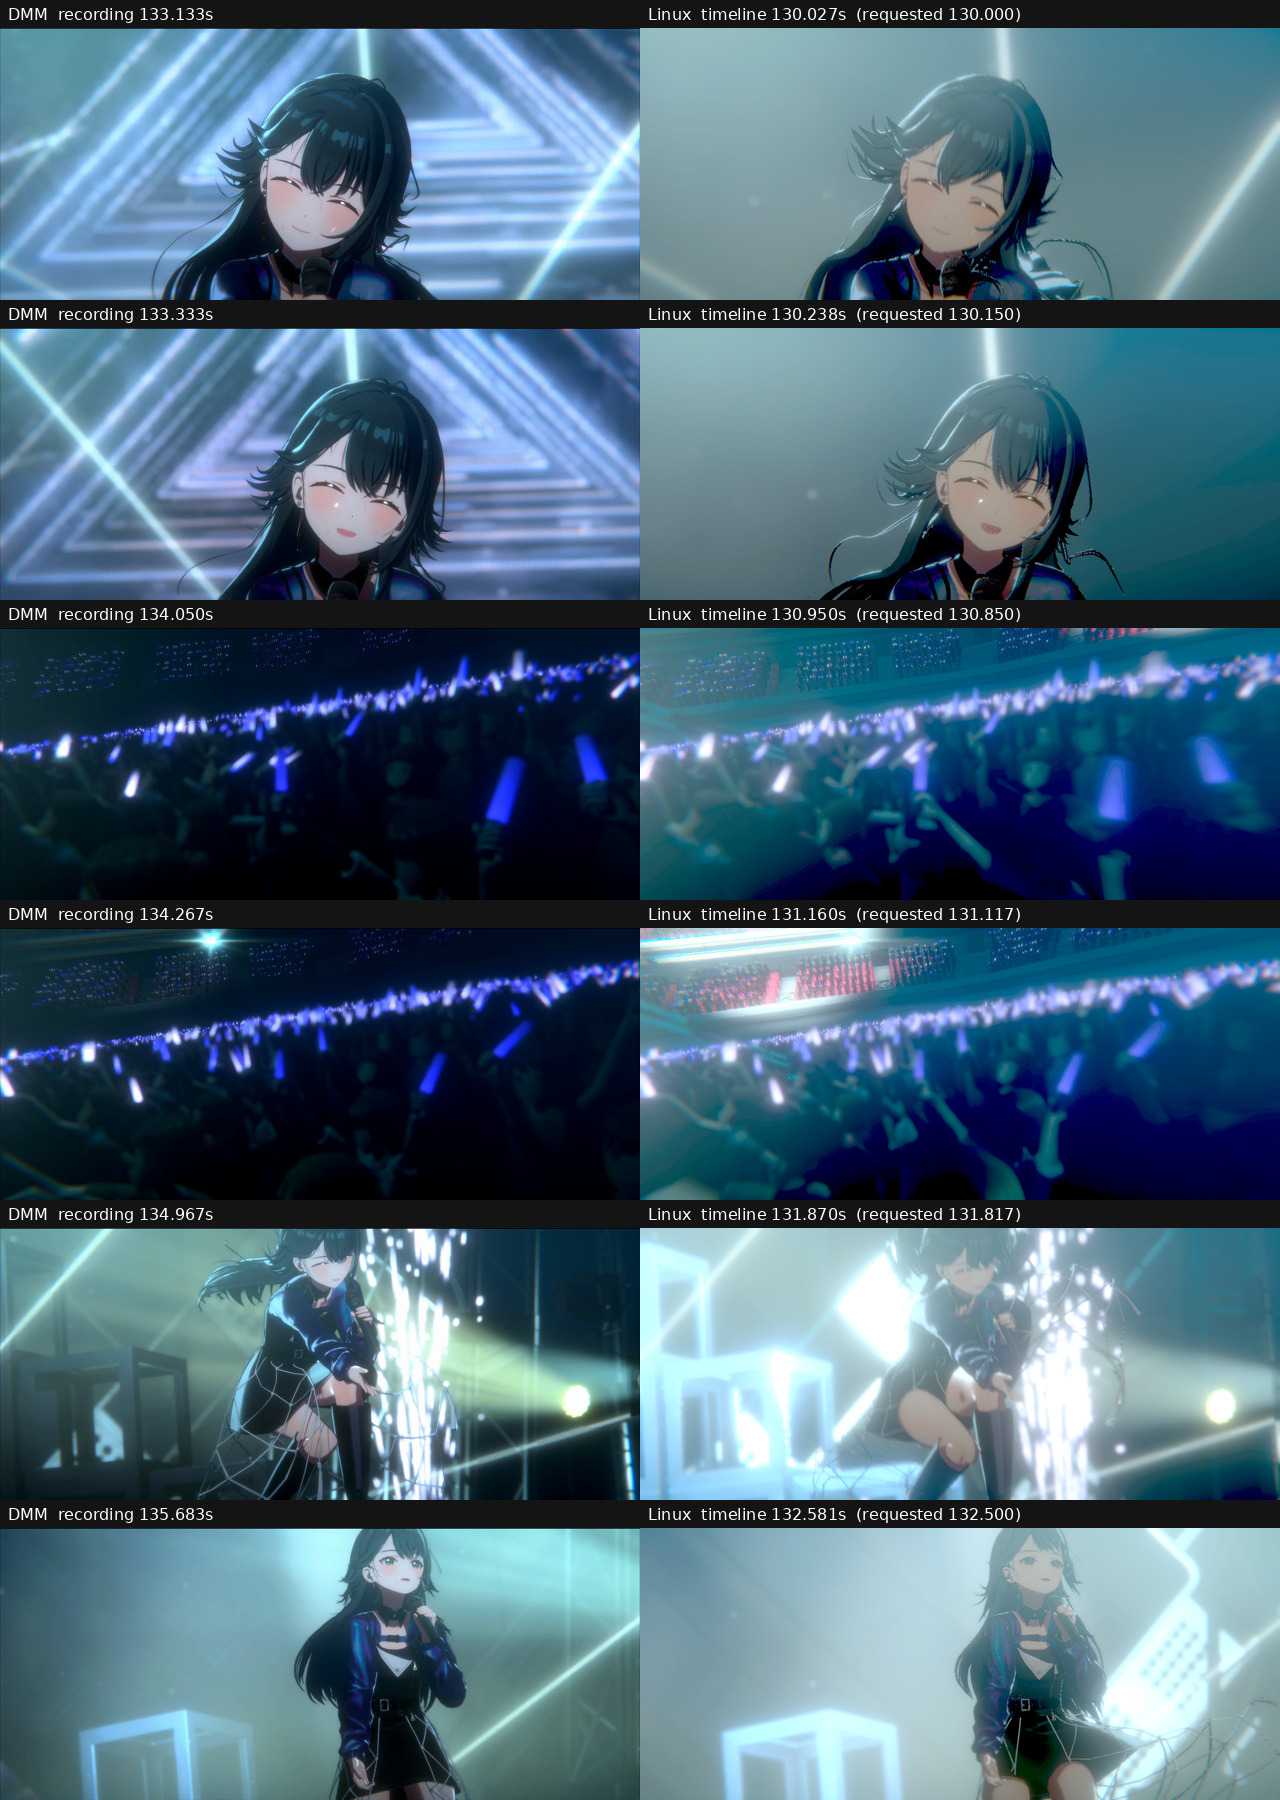 DMM recording 133.133s
Linux timeline 130.027s (requested 130.000)
DMM recording 133.333s
Linux timeline 130.238s (requested 130.150)
DMM recording 134.050s
Linux timeline 130.950s (requested 130.850)
DMM recording 134.267s
Linux timeline 131.160s (requested 131.117)
DMM recording 134.967s
Linux timeline 131.870s (requested 131.817)
DMM recording 135.683s
Linux timeline 132.581s (requested 132.500)